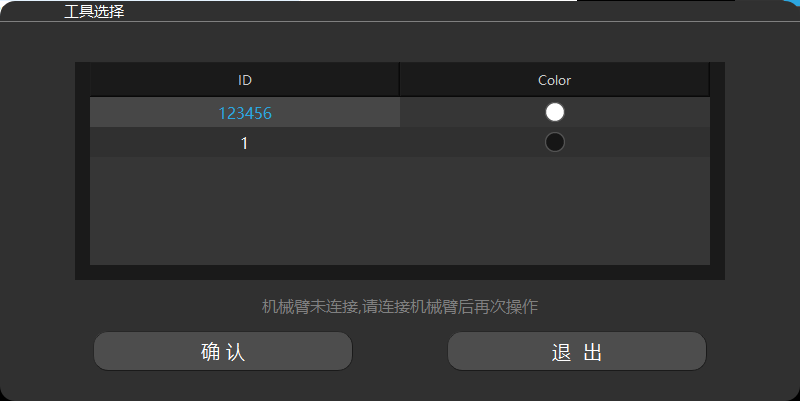 工具选择
ID Color
123456
1
机械臂未连接,请连接机械臂后再次操作
确认 退出